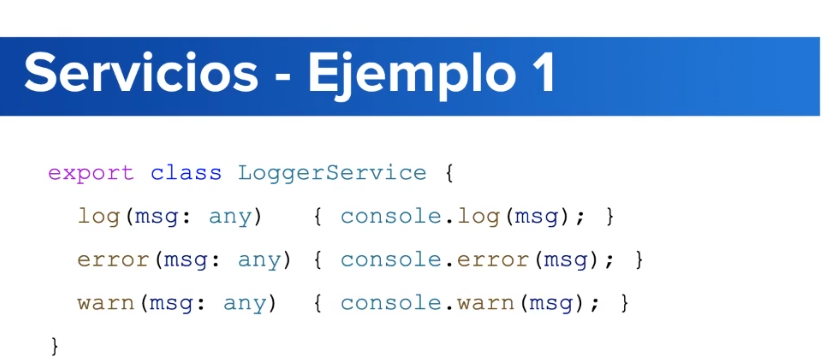 Servicios - Ejemplo 1
export class LoggerService {
log(msg: any)   { console.log(msg); }
error(msg: any) { console.error(msg); }
warn(msg: any)  { console.warn(msg); }
}